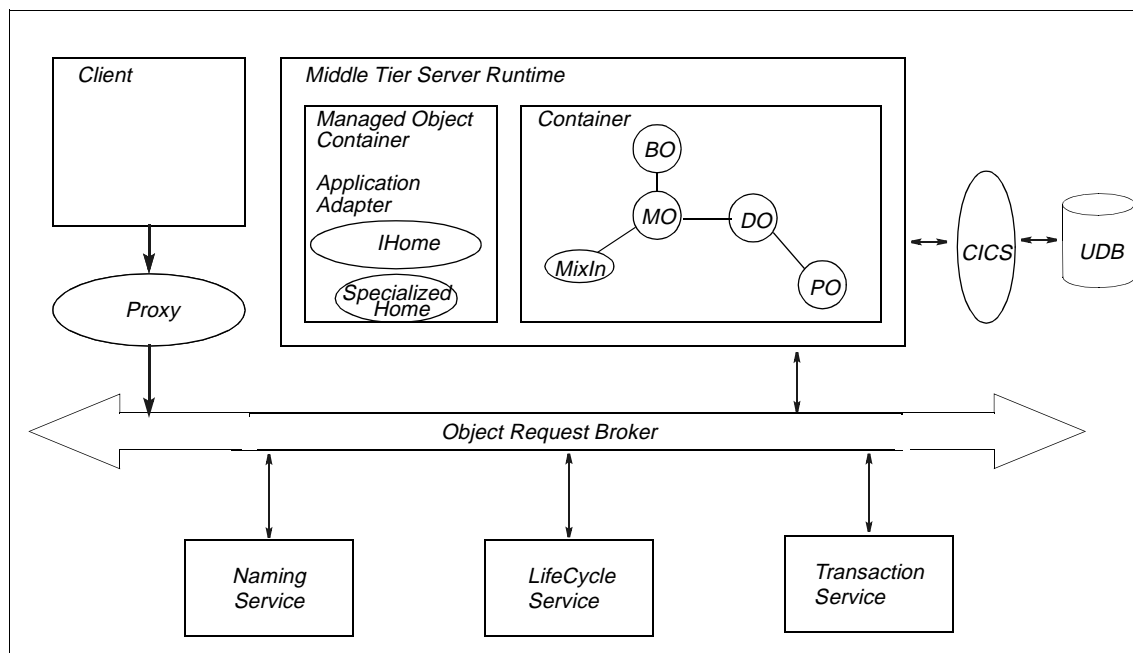 Client
Middle Tier Server Runtime
Managed Object
Container
Application
Adapter
IHome
Specialized
Home
Container
BO
MO
DO
MixIn
PO
CICS
UDB
Proxy
Object Request Broker
Naming
Service
LifeCycle
Service
Transaction
Service